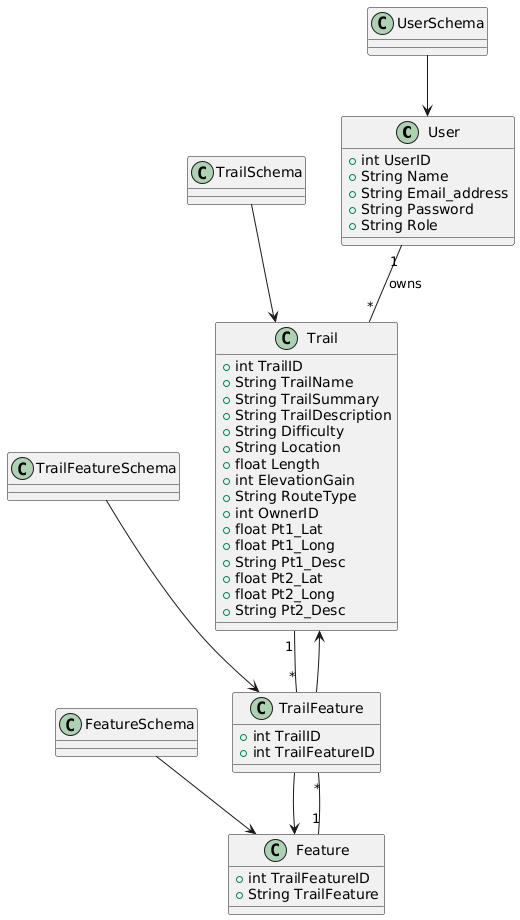 C UserSchema
C User
int UserID
String Name
String Email_address
String Password
String Role
C TrailSchema
1
owns
*
C Trail
int TrailID
String TrailName
String TrailSummary
String TrailDescription
String Difficulty
String Location
float Length
int ElevationGain
String RouteType
int OwnerID
float Pt1_Lat
float Pt1_Long
String Pt1_Desc
float Pt2_Lat
float Pt2_Long
String Pt2_Desc
C TrailFeatureSchema
1
*
C TrailFeature
int TrailID
int TrailFeatureID
C FeatureSchema
*
1
C Feature
int TrailFeatureID
String TrailFeature